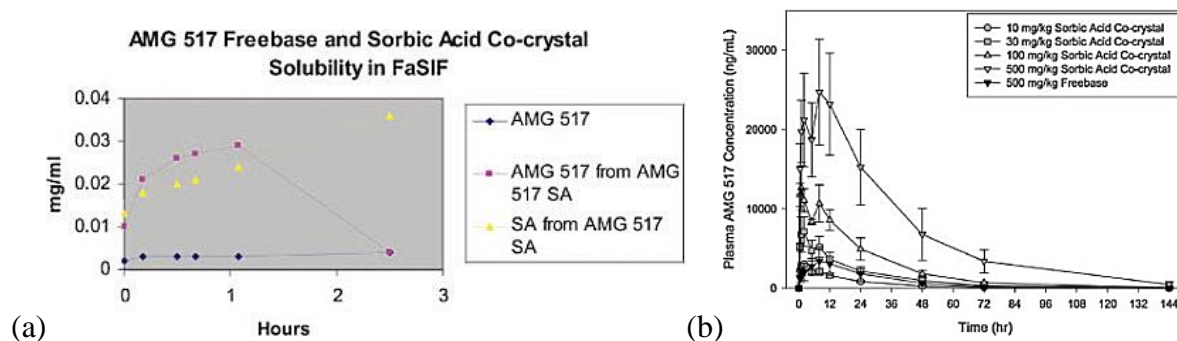 AMG 517 Freebase and Sorbic Acid Co-crystal
Solubility in FaSIF
0.04
0.03
0.02
0.01
0
mg/ml
0
1
2
3
Hours
AMG 517
AMG 517 from AMG
517 SA
SA from AMG 517
SA
(a)
30000
25000
20000
15000
10000
5000
0
Plasma AMG 517 Concentration (ng/mL)
0 12 24 36 48 60 72 84 96 108 120 132 144
Time (hr)
10 mg/kg Sorbic Acid Co-crystal
30 mg/kg Sorbic Acid Co-crystal
100 mg/kg Sorbic Acid Co-crystal
500 mg/kg Sorbic Acid Co-crystal
500 mg/kg Freebase
(b)